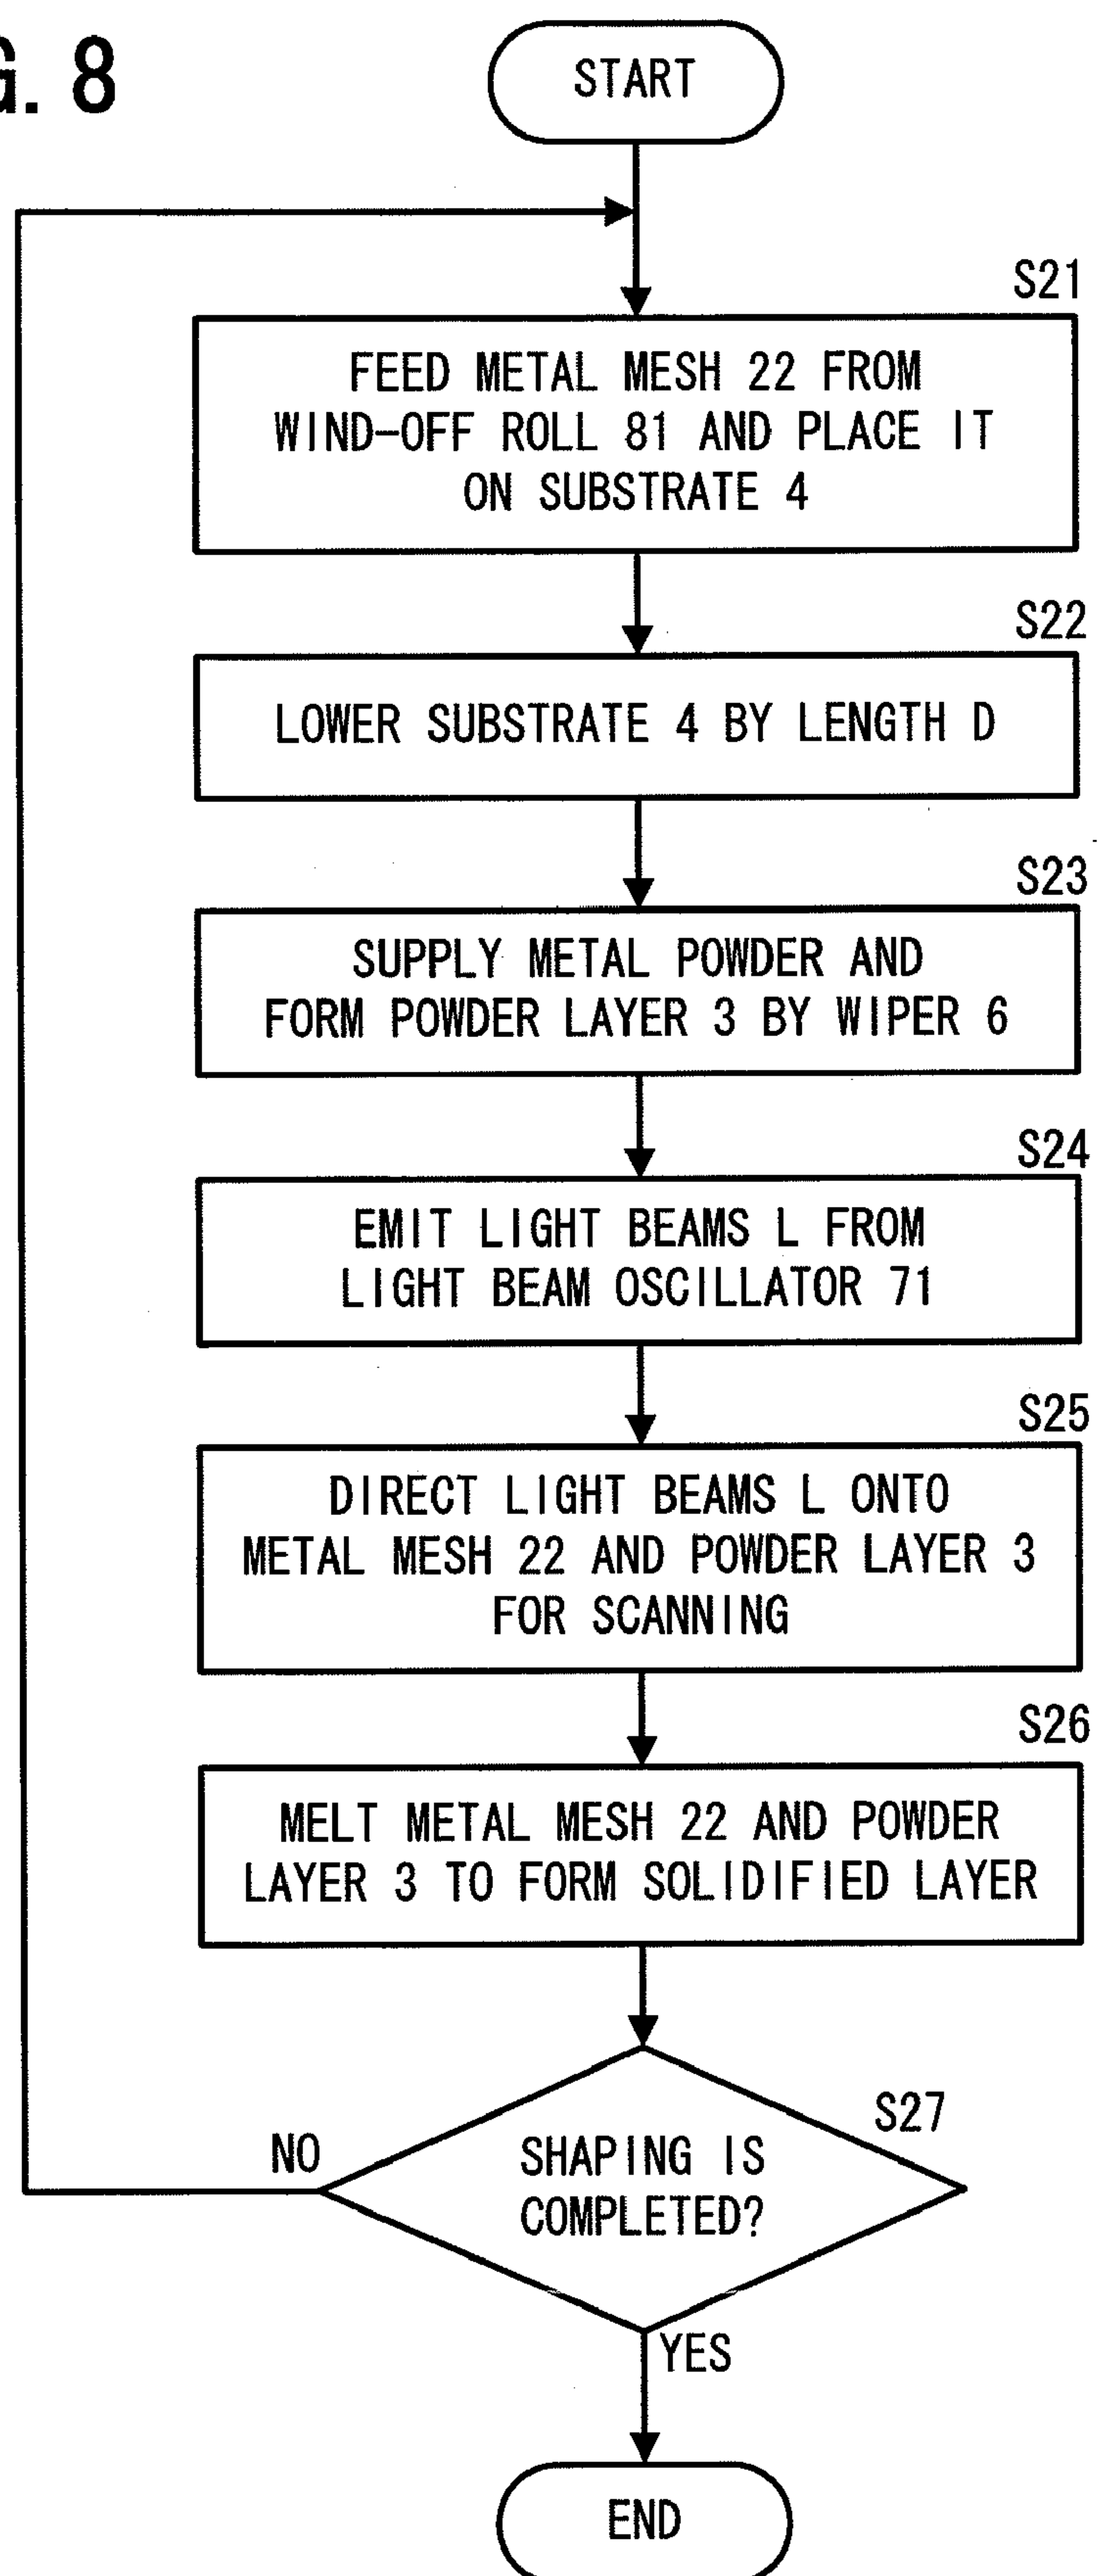 G. 8
START
S21
FEED METAL MESH 22 FROM
WIND-OFF ROLL 81 AND PLACE IT
ON SUBSTRATE 4
S22
LOWER SUBSTRATE 4 BY LENGTH D
S23
SUPPLY METAL POWDER AND
FORM POWDER LAYER 3 BY WIPER 6
S24
EMIT LIGHT BEAMS L FROM
LIGHT BEAM OSCILLATOR 71
S25
DIRECT LIGHT BEAMS L ONTO
METAL MESH 22 AND POWDER LAYER 3
FOR SCANNING
S26
MELT METAL MESH 22 AND POWDER
LAYER 3 TO FORM SOLIDIFIED LAYER
S27
NO
SHAPING IS
COMPLETED?
YES
END